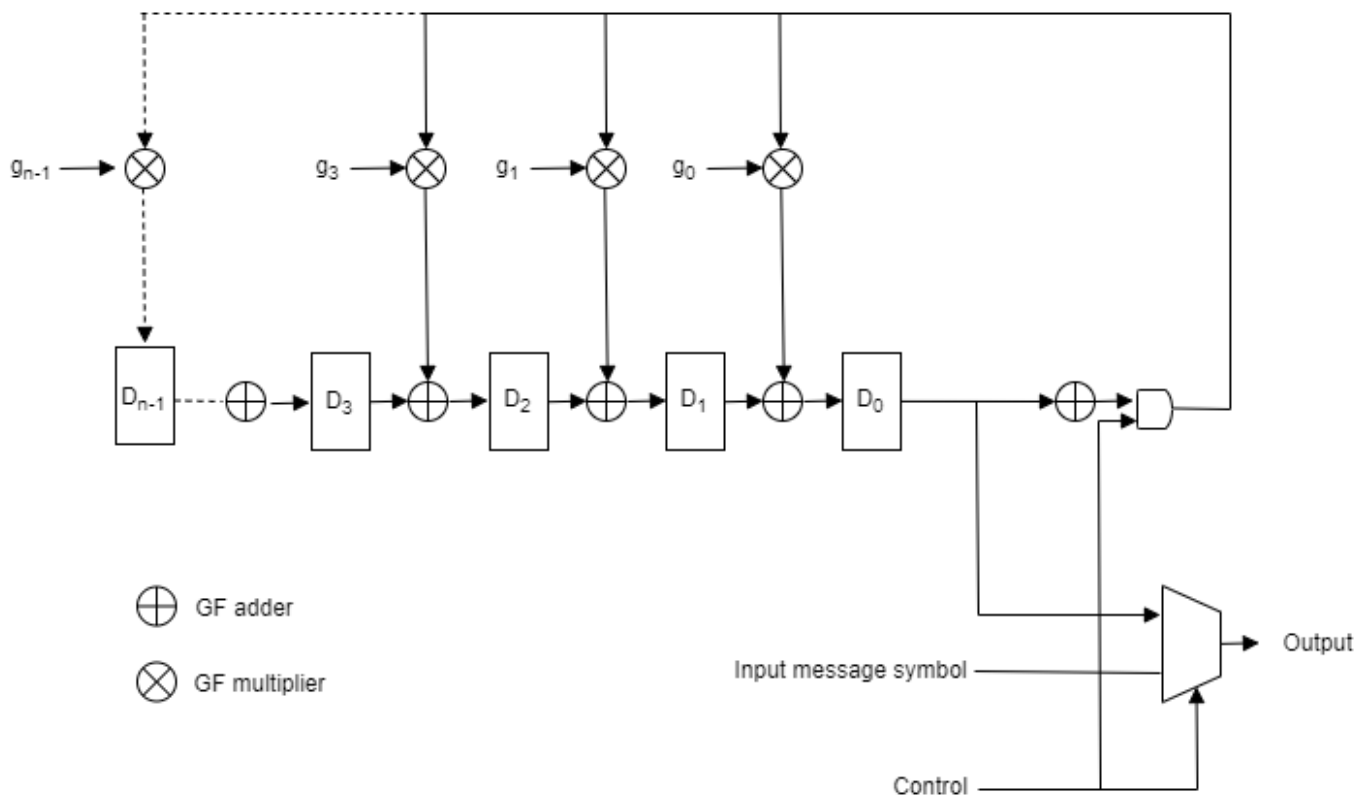 gn-1
g3
g1
g0
Dn-1
D3
D2
D1
D0
GF adder
GF multiplier
Input message symbol
Output
Control